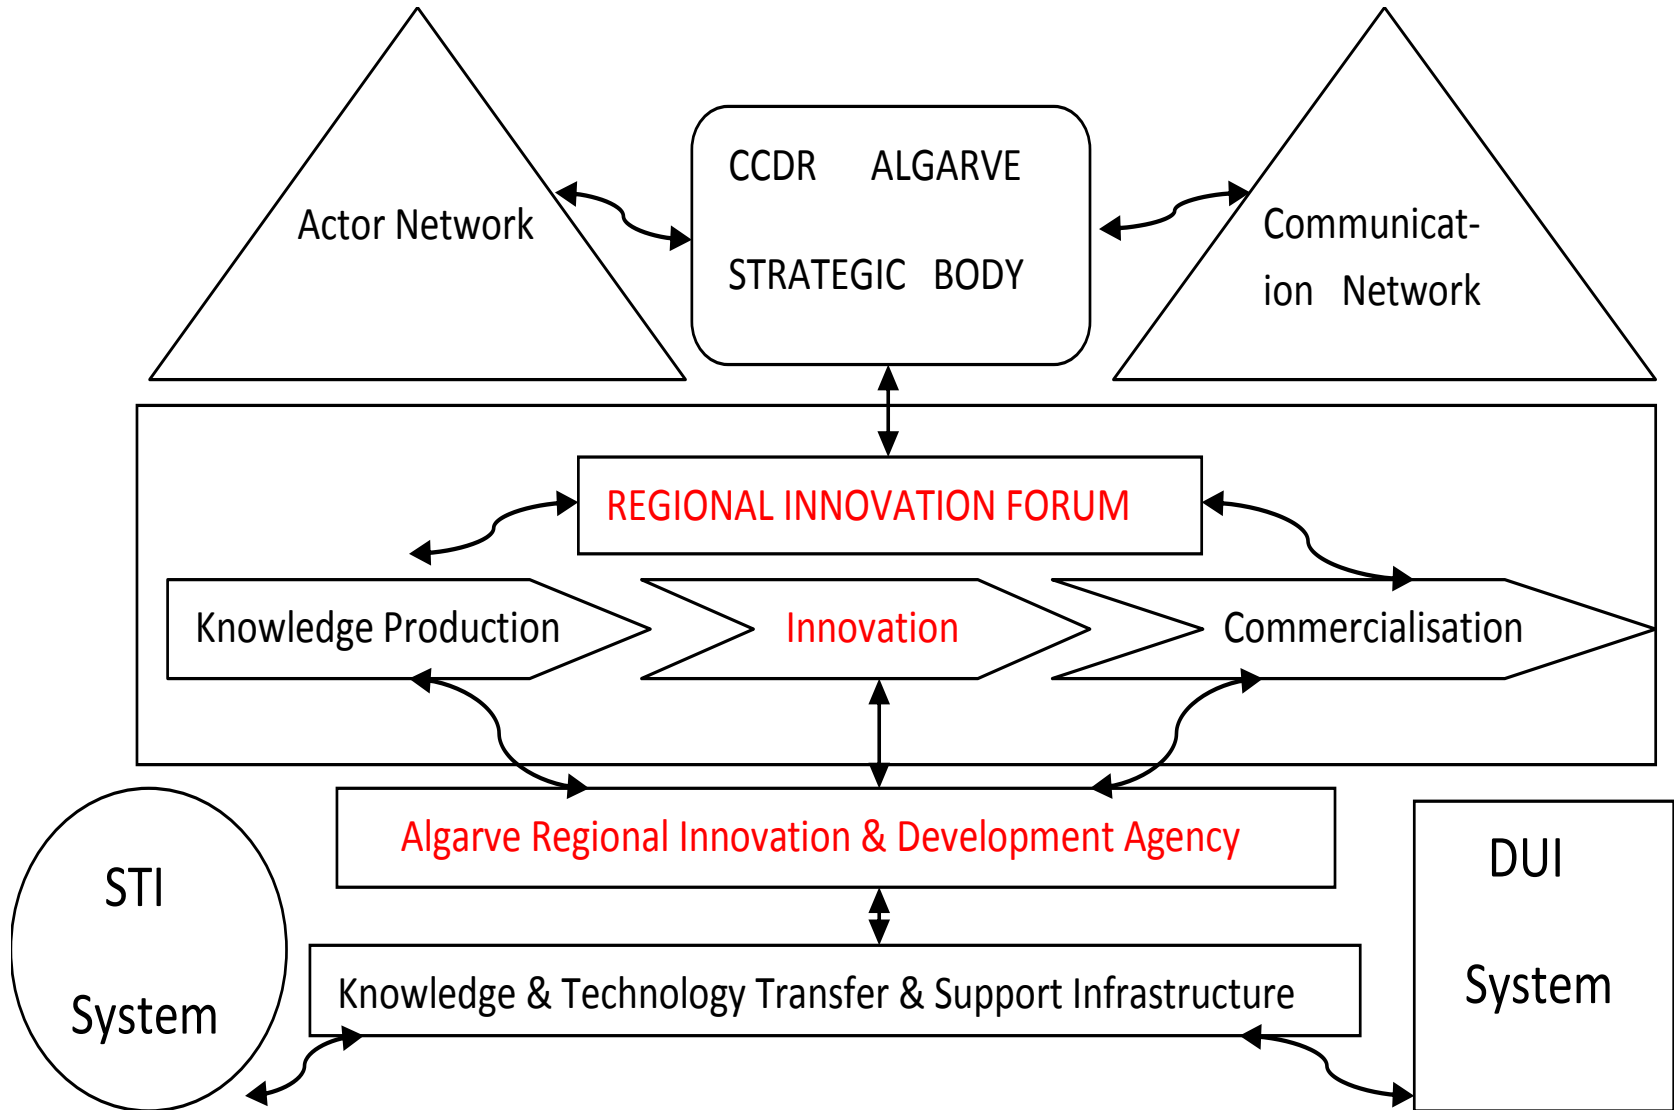 Actor Network
CCDR ALGARVE
STRATEGIC BODY
Communicat-
ion Network
REGIONAL INNOVATION FORUM
Knowledge Production
Innovation
Commercialisation
Algarve Regional Innovation & Development Agency
STI
System
DUI
System
Knowledge & Technology Transfer & Support Infrastructure